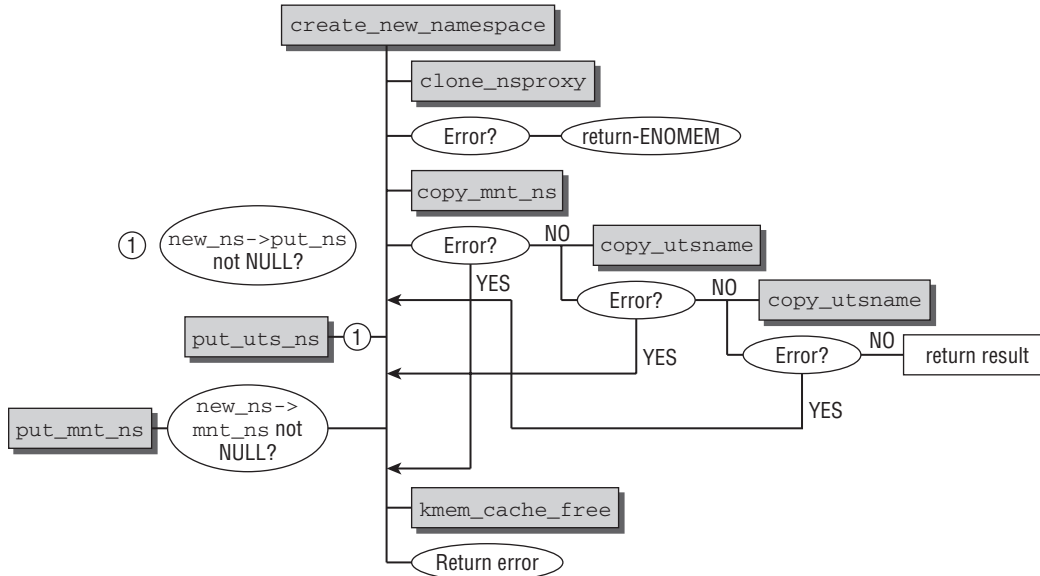 create_new_namespace
clone_nsproxy
Error?
return-ENOMEM
copy_mnt_ns
1
new_ns->put_ns
not NULL?
Error?
NO
copy_utsname
YES
Error?
NO
copy_utsname
put_uts_ns
1
YES
Error?
NO
return result
YES
put_mnt_ns
new_ns->
mnt_ns not
NULL?
kmem_cache_free
Return error